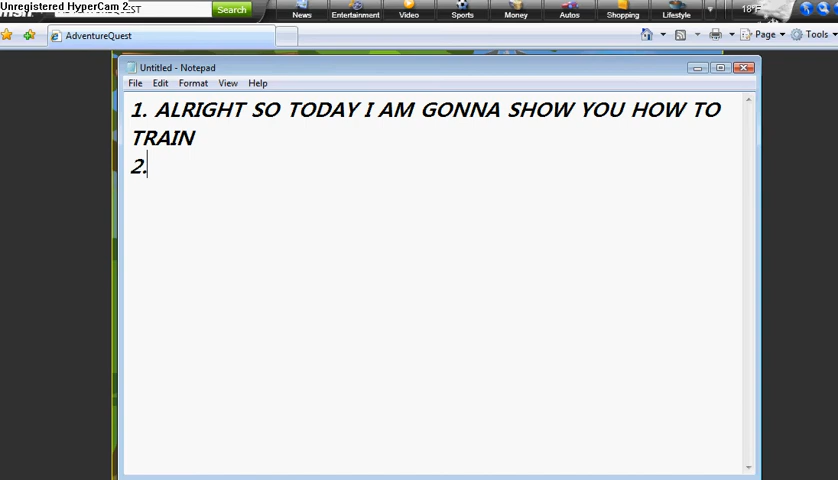 Unregistered HyperCam 2
Search
News Entertainment Video Sports Money Autos Shopping Lifestyle
18°F
AdventureQuest
Page Tools
Untitled - Notepad
File Edit Format View Help
1. ALRIGHT SO TODAY I AM GONNA SHOW YOU HOW TO
TRAIN
2.